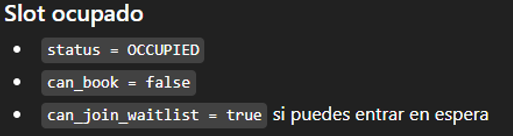 Slot ocupado
• status = OCCUPIED
• can_book = false
• can_join_waitlist = true si puedes entrar en espera